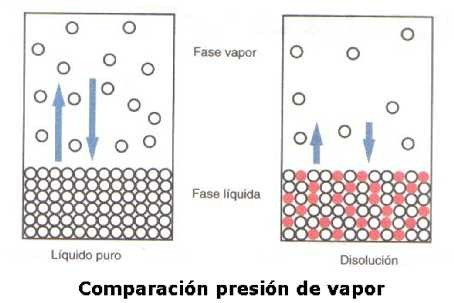 Fase vapor
Fase líquida
Líquido puro
Disolución
Comparación presión de vapor